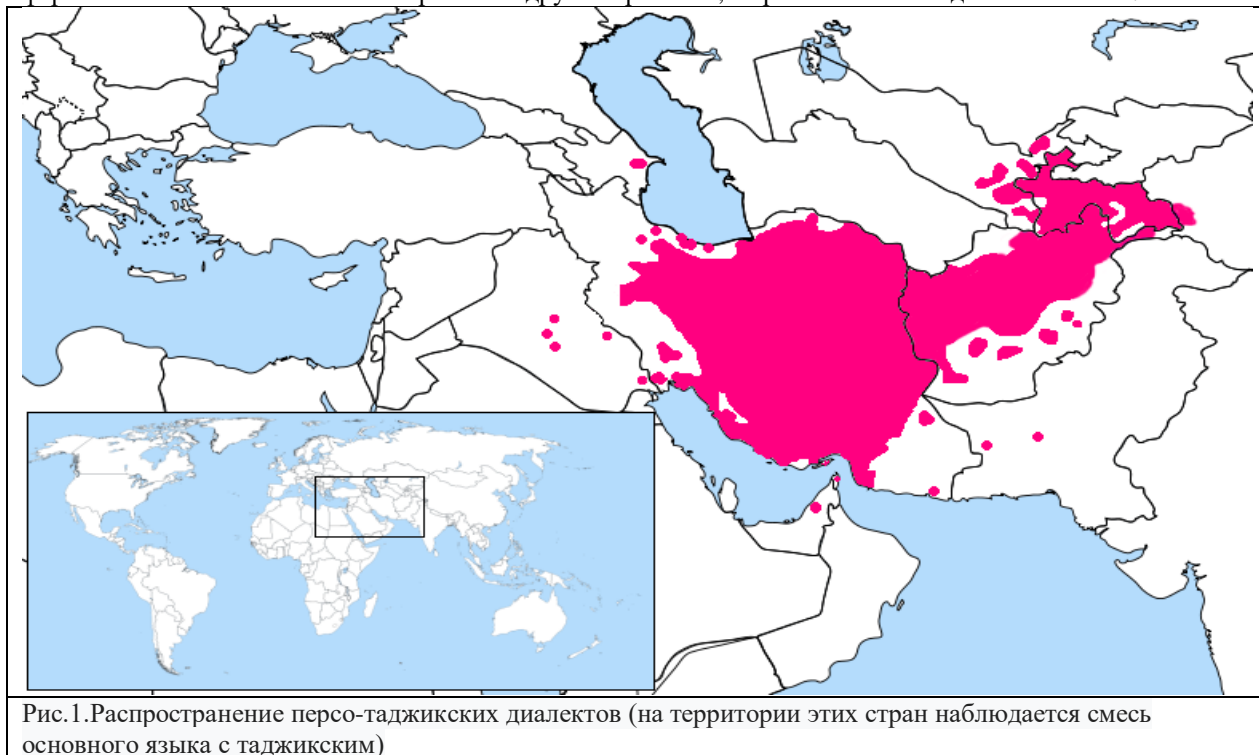 Рис.1.Распространение персо-таджикских диалектов (на территории этих стран наблюдается смесь
основного языка с таджикским)